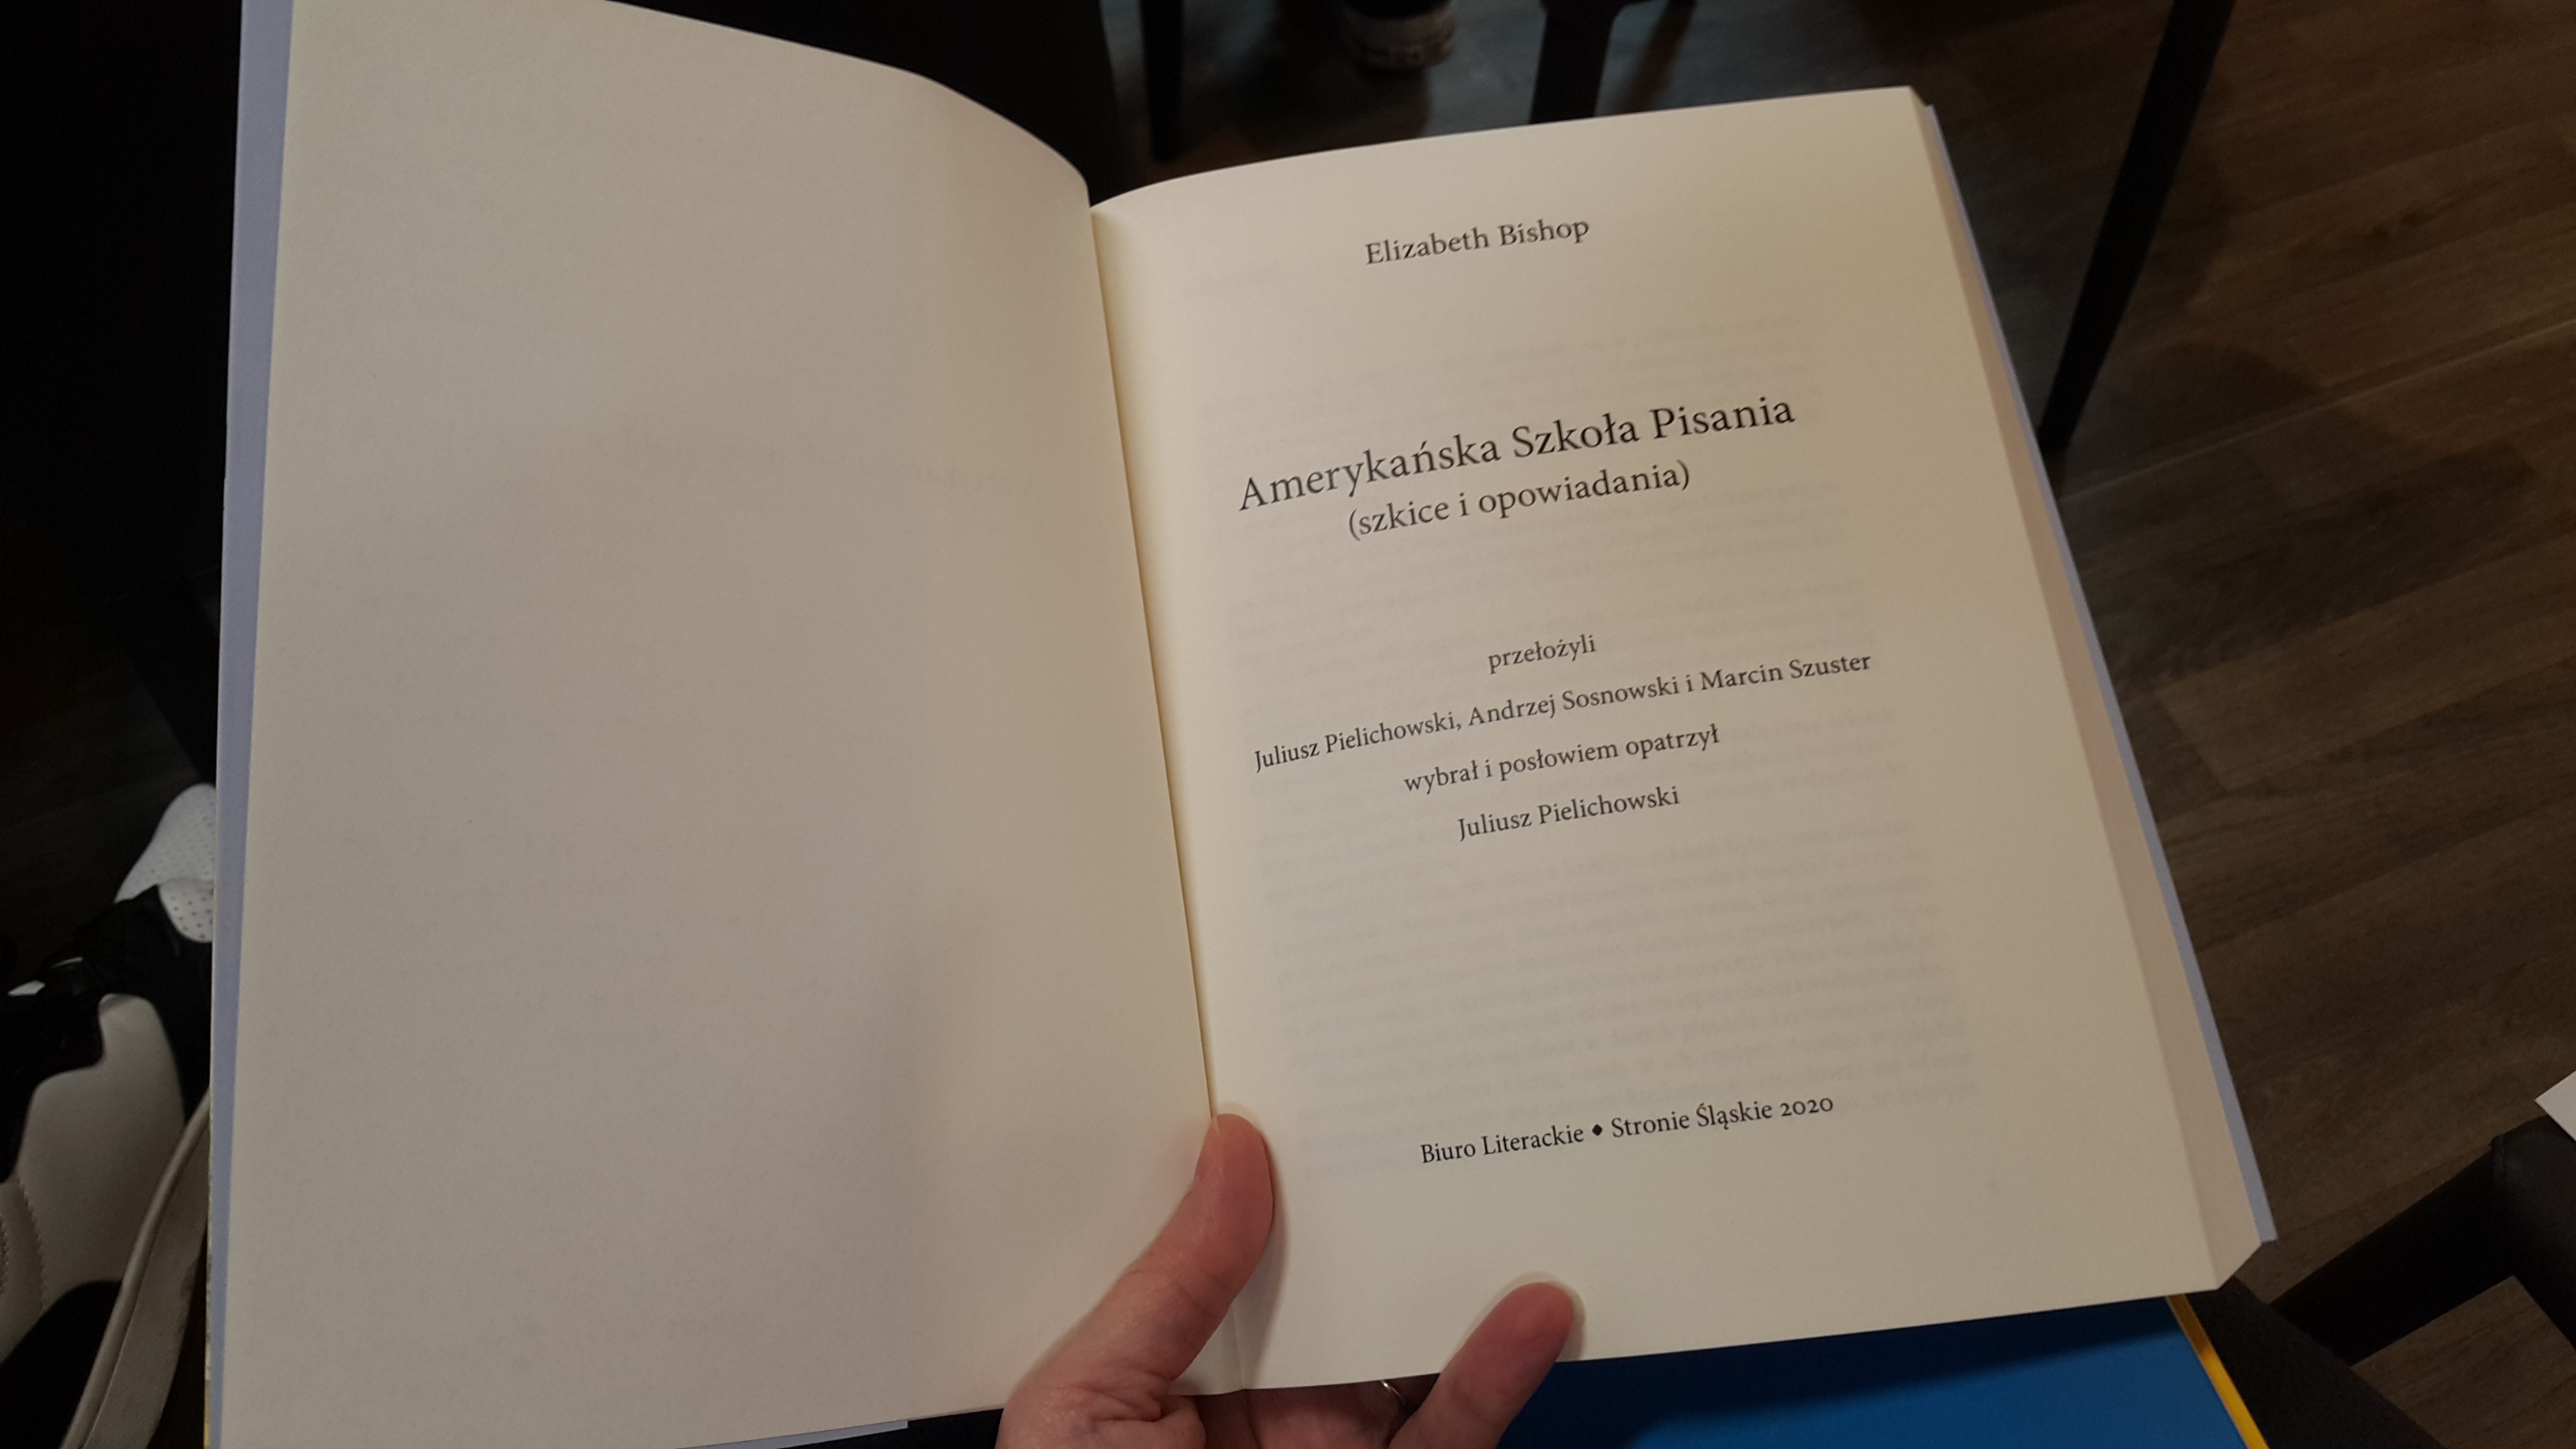 Elizabeth Bishop
Amerykańska Szkoła Pisania
(szkice i opowiadania)
przełożyli
Juliusz Pielichowski, Andrzej Sosnowski i Marcin Szuster
wybrał i posłowiem opatrzył
Juliusz Pielichowski
Biuro Literackie ◆ Stronie Śląskie 2020